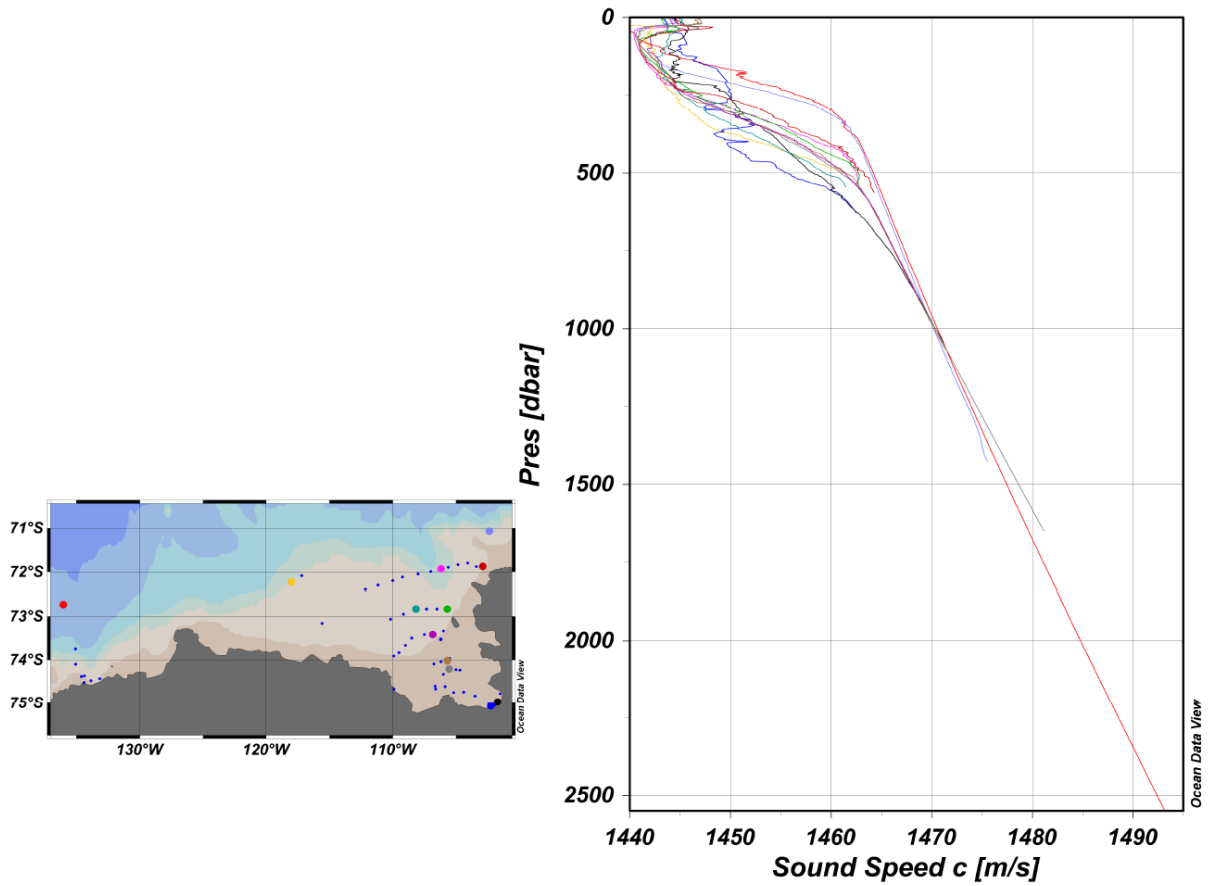 71°S
72°S
73°S
74°S
75°S
130°W
120°W
110°W
Ocean Data View
Pres [dbar]
0
500
1000
1500
2000
2500
1440
1450
1460
1470
1480
1490
Sound Speed c [m/s]
Ocean Data View